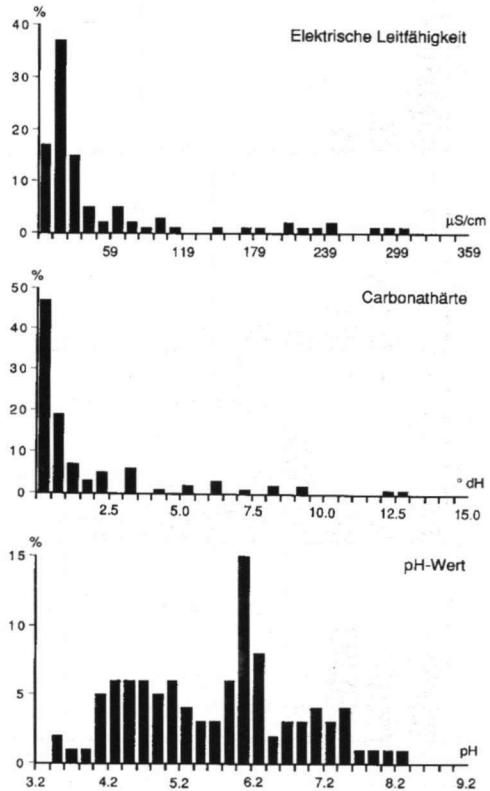 %
Elektrische Leitfähigkeit
40
30
20
10
0
µS/cm
59 119 179 239 299 359
%
Carbonathärte
50
40
30
20
10
0
° dH
2.5 5.0 7.5 10.0 12.5 15.0
%
pH-Wert
15
10
5
0
pH
3.2 4.2 5.2 6.2 7.2 8.2 9.2